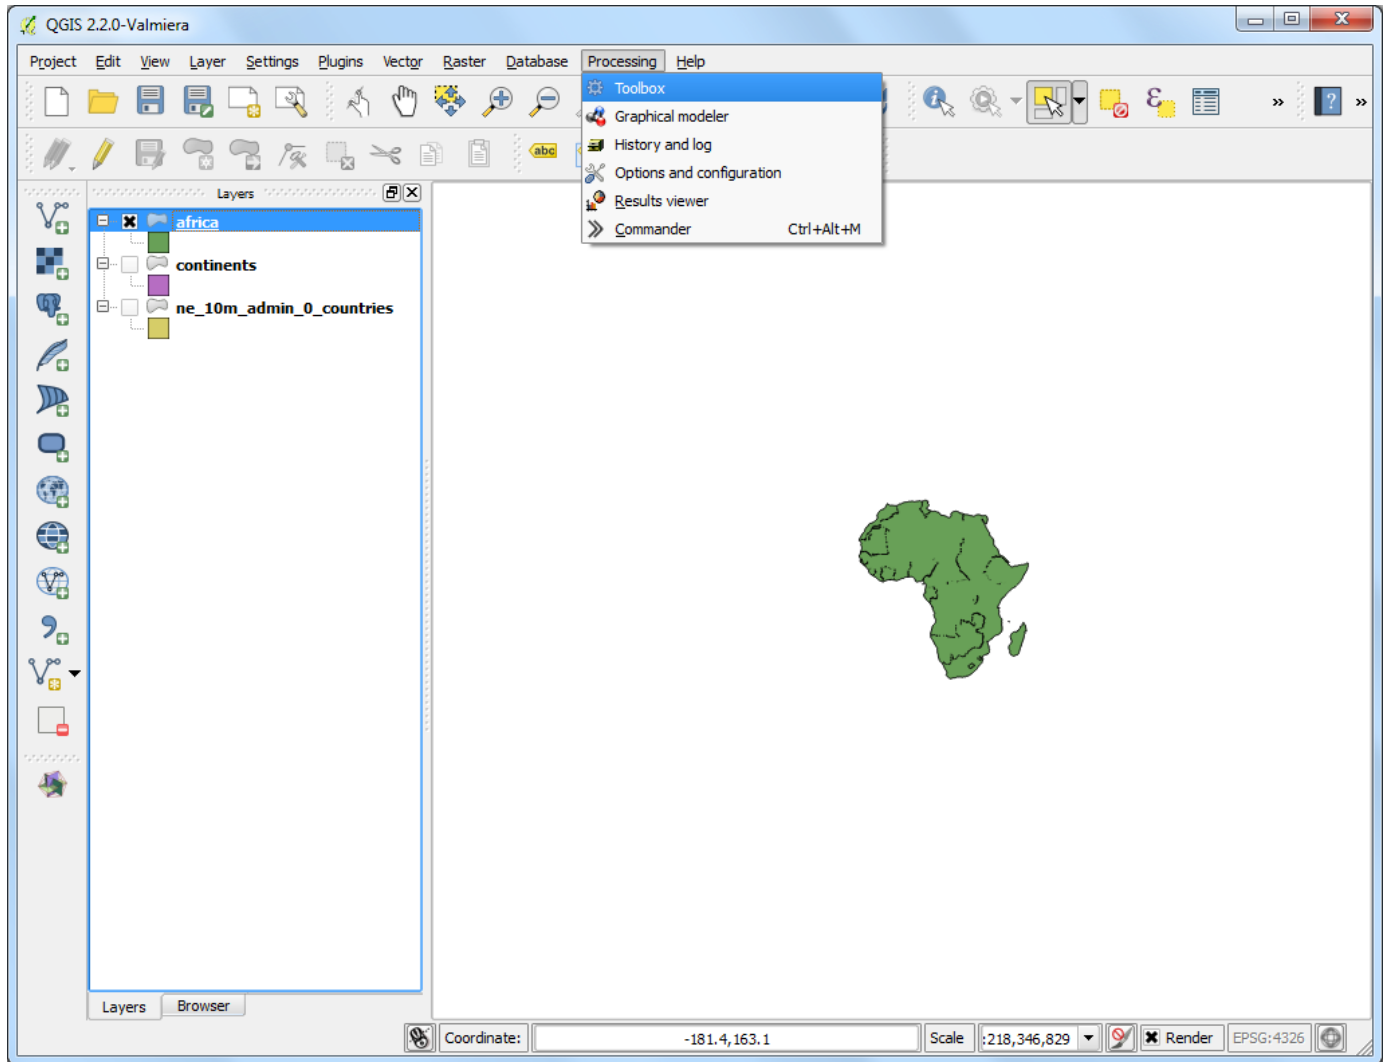 QGIS 2.2.0-Valmiera
Project Edit View Layer Settings Plugins Vector Raster Database Processing Help
Toolbox
Graphical modeler
History and log
Options and configuration
Results viewer
Commander Ctrl+Alt+M
abc
Layers
africa
continents
ne_10m_admin_0_countries
Layers Browser
Coordinate: -181.4,163.1 Scale :218,346,829 Render EPSG:4326